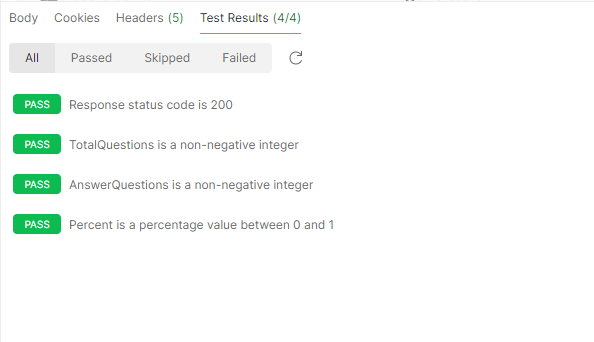 Body Cookies Headers (5) Test Results (4/4)
All Passed Skipped Failed
PASS Response status code is 200
PASS TotalQuestions is a non-negative integer
PASS AnswerQuestions is a non-negative integer
PASS Percent is a percentage value between 0 and 1